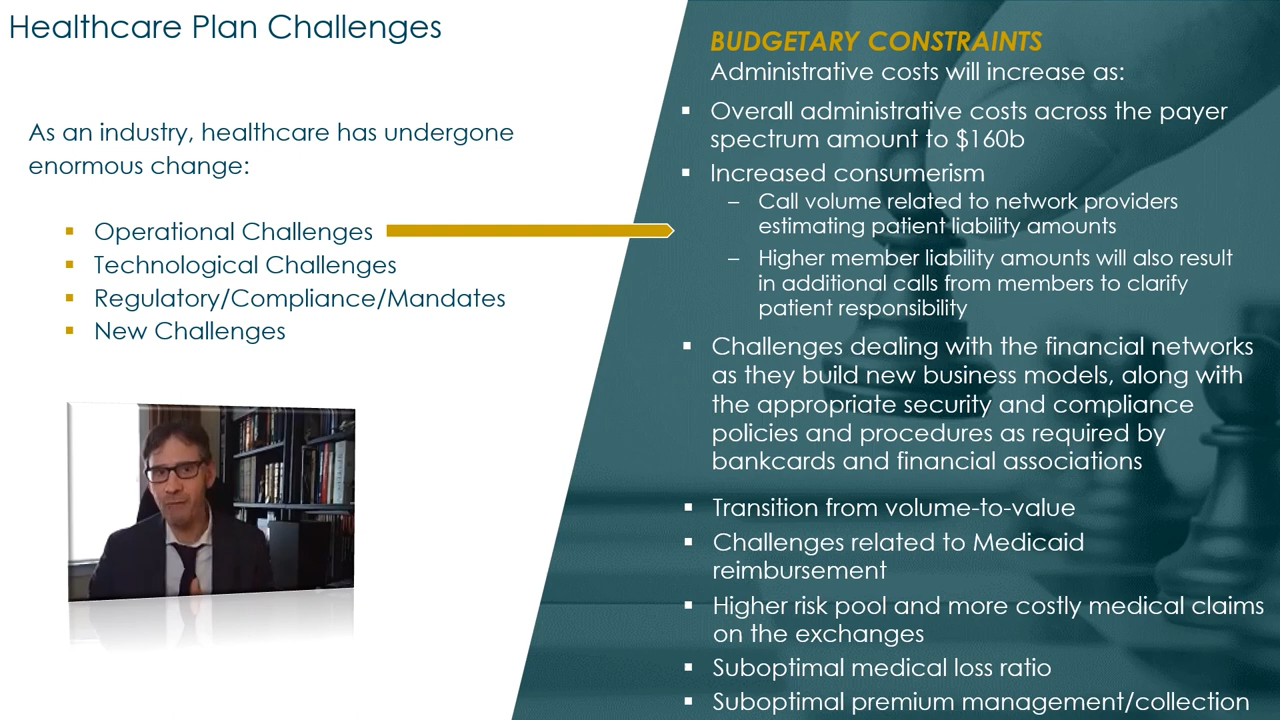 Healthcare Plan Challenges
As an industry, healthcare has undergone
enormous change:
Operational Challenges
Technological Challenges
Regulatory/Compliance/Mandates
New Challenges
BUDGETARY CONSTRAINTS
Administrative costs will increase as:
Overall administrative costs across the payer
spectrum amount to $160b
Increased consumerism
– Call volume related to network providers
estimating patient liability amounts
– Higher member liability amounts will also result
in additional calls from members to clarify
patient responsibility
Challenges dealing with the financial networks
as they build new business models, along with
the appropriate security and compliance
policies and procedures as required by
bankcards and financial associations
Transition from volume-to-value
Challenges related to Medicaid
reimbursement
Higher risk pool and more costly medical claims
on the exchanges
Suboptimal medical loss ratio
Suboptimal premium management/collection